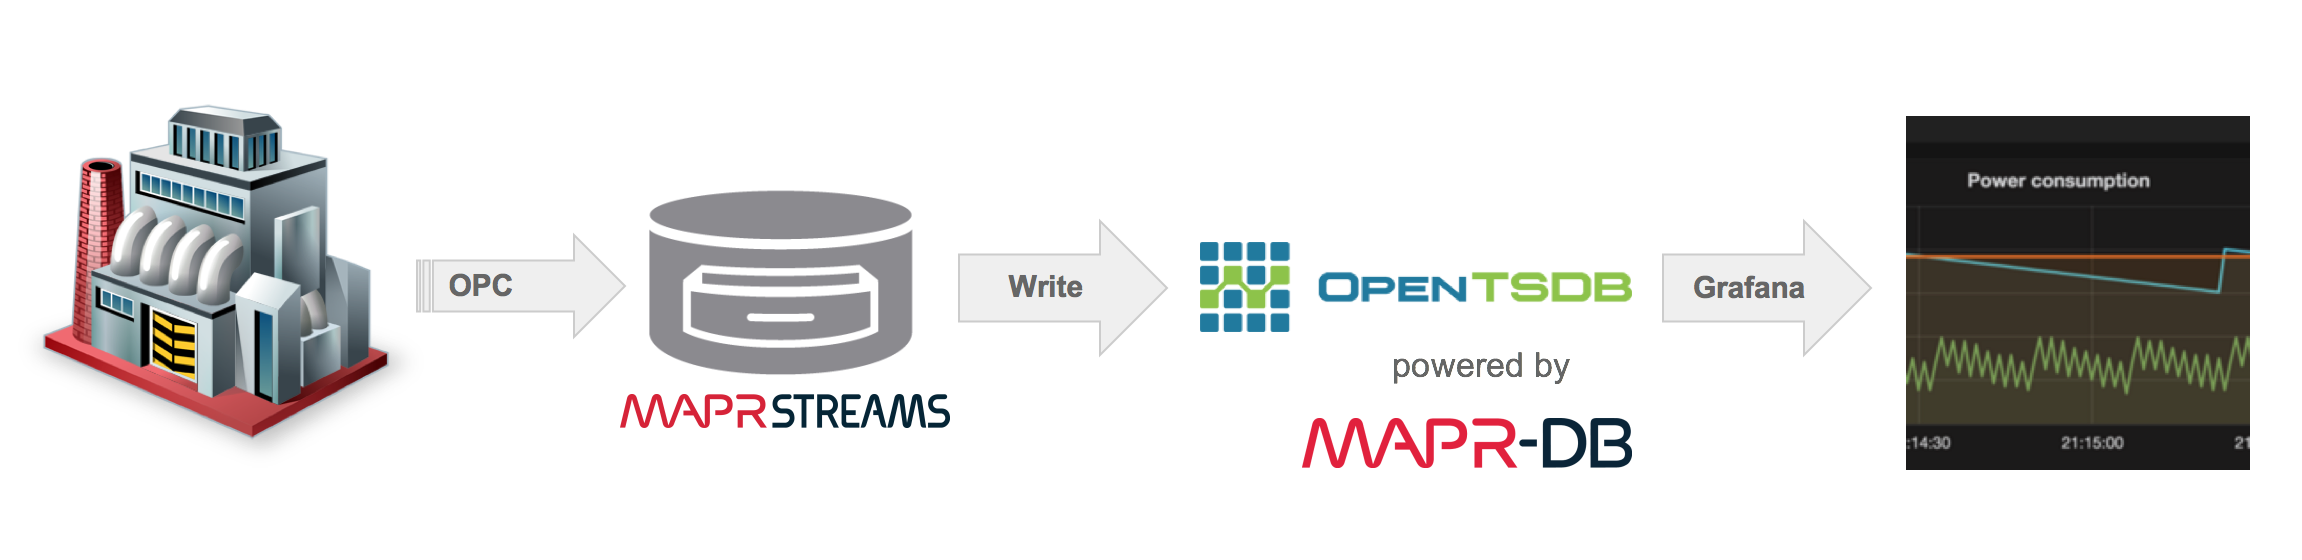 OPC
MAPR STREAMS
Write
OPENTSDB
powered by
MAPR-DB
Grafana
Power consumption
:14:30
21:15:00
21